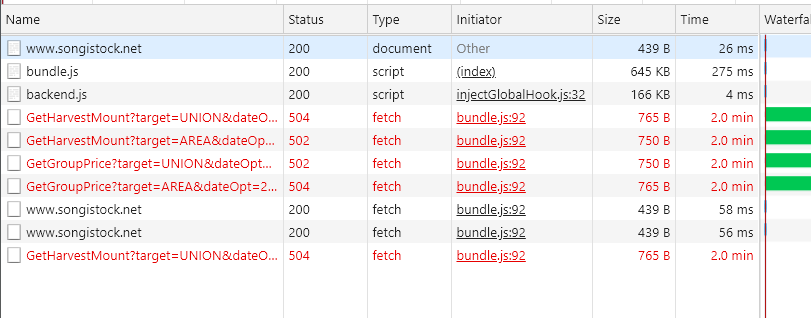 Name Status Type Initiator Size Time Waterfa
www.songistock.net 200 document Other 439 B 26 ms
bundle.js 200 script (index) 645 KB 275 ms
backend.js 200 script injectGlobalHook.js:32 166 KB 4 ms
GetHarvestMount?target=UNION&dateO... 504 fetch bundle.js:92 765 B 2.0 min
GetHarvestMount?target=AREA&dateOpt... 502 fetch bundle.js:92 750 B 2.0 min
GetGroupPrice?target=UNION&dateOpt... 502 fetch bundle.js:92 750 B 2.0 min
GetGroupPrice?target=AREA&dateOpt=2... 504 fetch bundle.js:92 765 B 2.0 min
www.songistock.net 200 fetch bundle.js:92 439 B 58 ms
www.songistock.net 200 fetch bundle.js:92 439 B 56 ms
GetHarvestMount?target=UNION&dateO... 504 fetch bundle.js:92 765 B 2.0 min